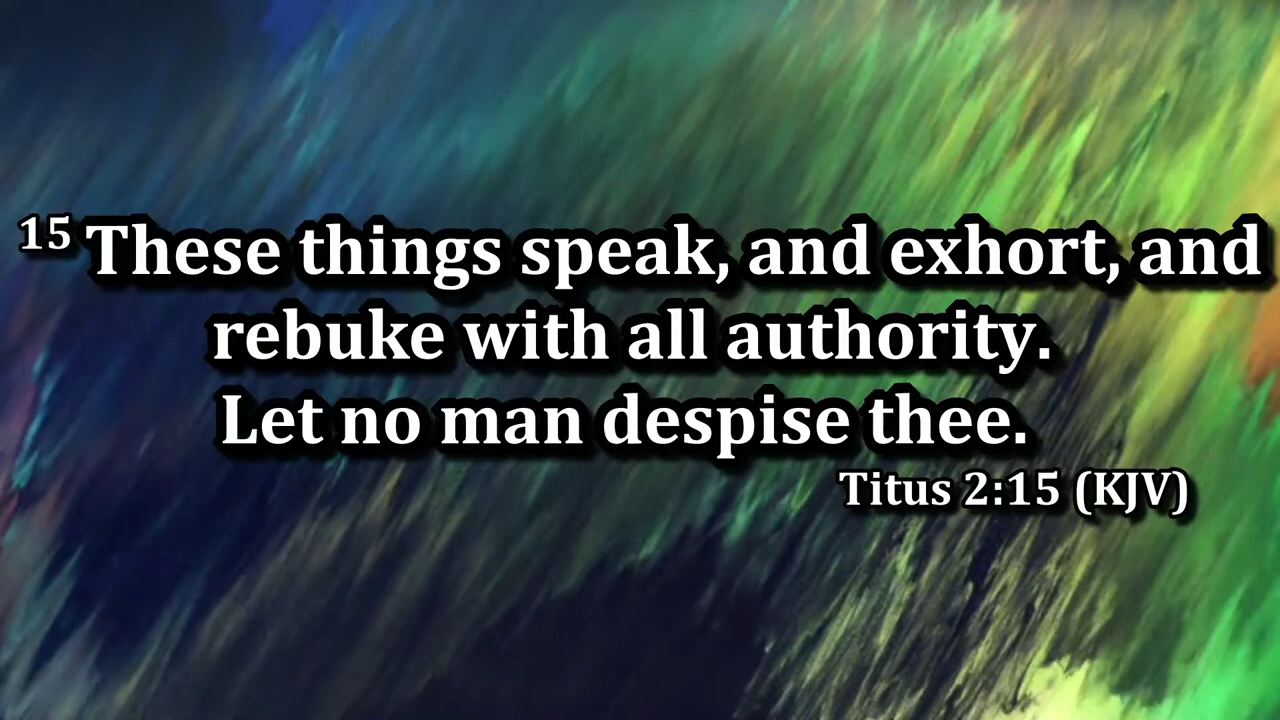 15 These things speak, and exhort, and
rebuke with all authority.
Let no man despise thee.
Titus 2:15 (KJV)